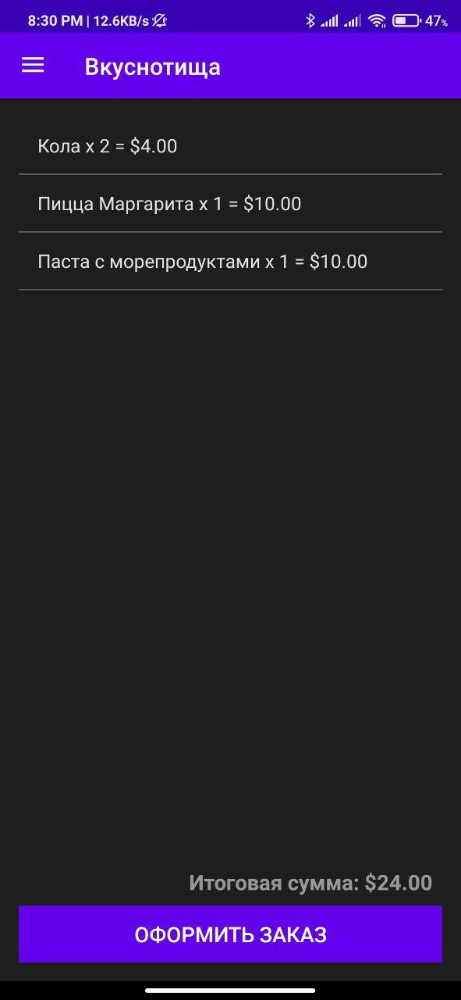 8:30 PM | 12.6KB/s 47%
Вкуснотища
Кола x 2 = $4.00
Пицца Маргарита x 1 = $10.00
Паста с морепродуктами x 1 = $10.00
Итоговая сумма: $24.00
ОФОРМИТЬ ЗАКАЗ